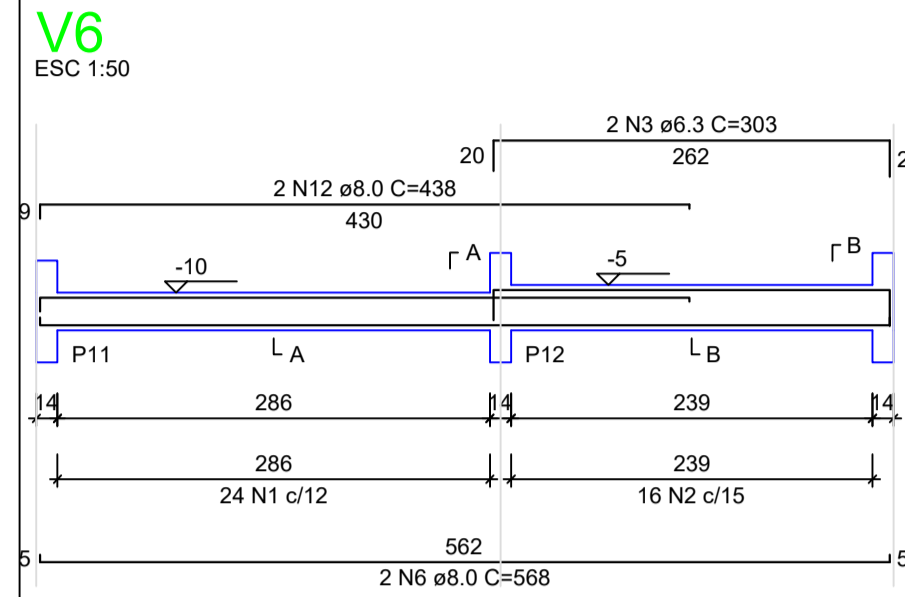 V6
ESC 1:50
2 N3 ø6.3 C=303
20
262
2
2 N12 ø8.0 C=438
9
430
A
B
-10
-5
P11
A
P12
B
14
286
14
239
14
286
239
24 N1 c/12
16 N2 c/15
5
562
5
2 N6 ø8.0 C=568